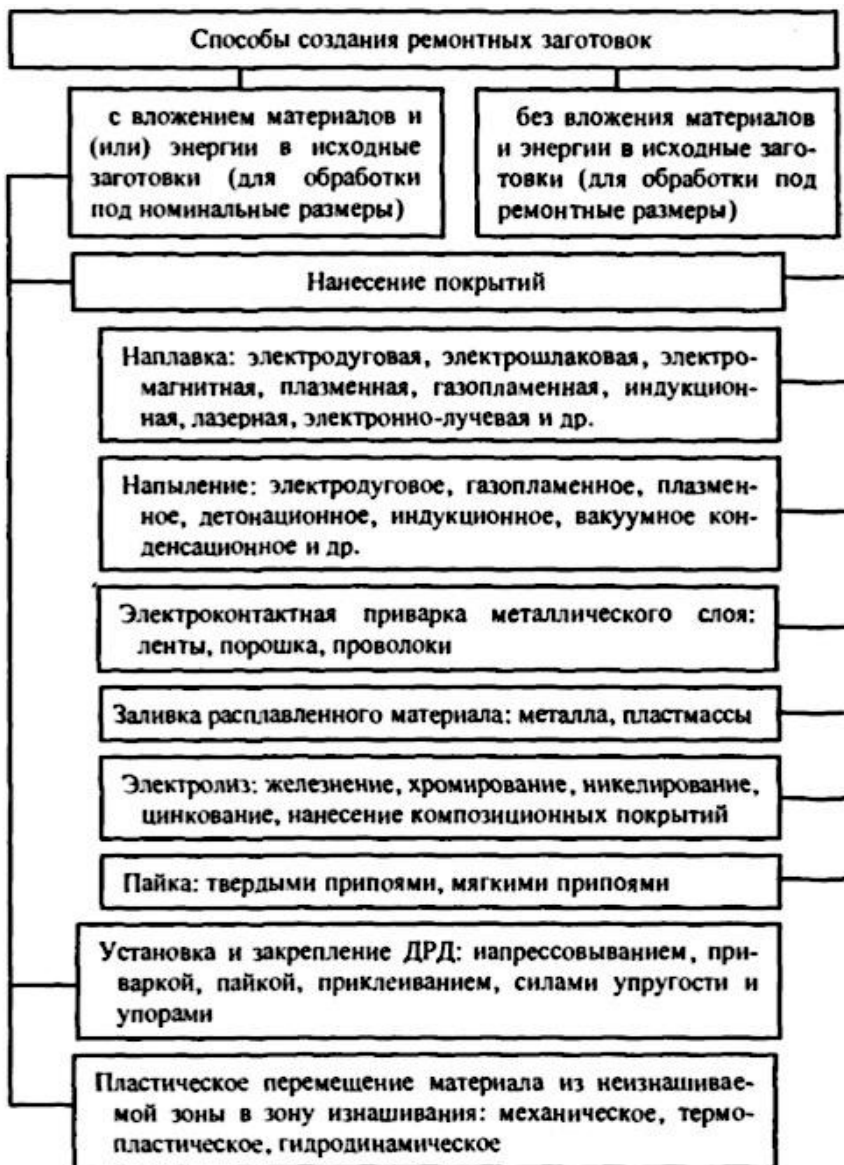 Способы создания ремонтных заготовок
с вложением материалов и
(или) энергии в исходные
заготовки (для обработки
под номинальные размеры)
без вложения материалов
и энергии в исходные заго-
товки (для обработки под
ремонтные размеры)
Нанесение покрытий
Наплавка: электродуговая, электрошлаковая, электро-
магнитная, плазменная, газопламенная, индукцион-
ная, лазерная, электронно-лучевая и др.
Напыление: электродуговое, газопламенное, плазмен-
ное, детонационное, индукционное, вакуумное кон-
денсационное и др.
Электроконтактная приварка металлического слоя:
ленты, порошка, проволоки
Заливка расплавленного материала: металла, пластмассы
Электролиз: железнение, хромирование, никелирование,
цинкование, нанесение композиционных покрытий
Пайка: твердыми припоями, мягкими припоями
Установка и закрепление ДРД: напрессовыванием, при-
варкой, пайкой, приклеиванием, силами упругости и
упорами
Пластическое перемещение материала из неизнашивае-
мой зоны в зону изнашивания: механическое, термо-
пластическое, гидродинамическое